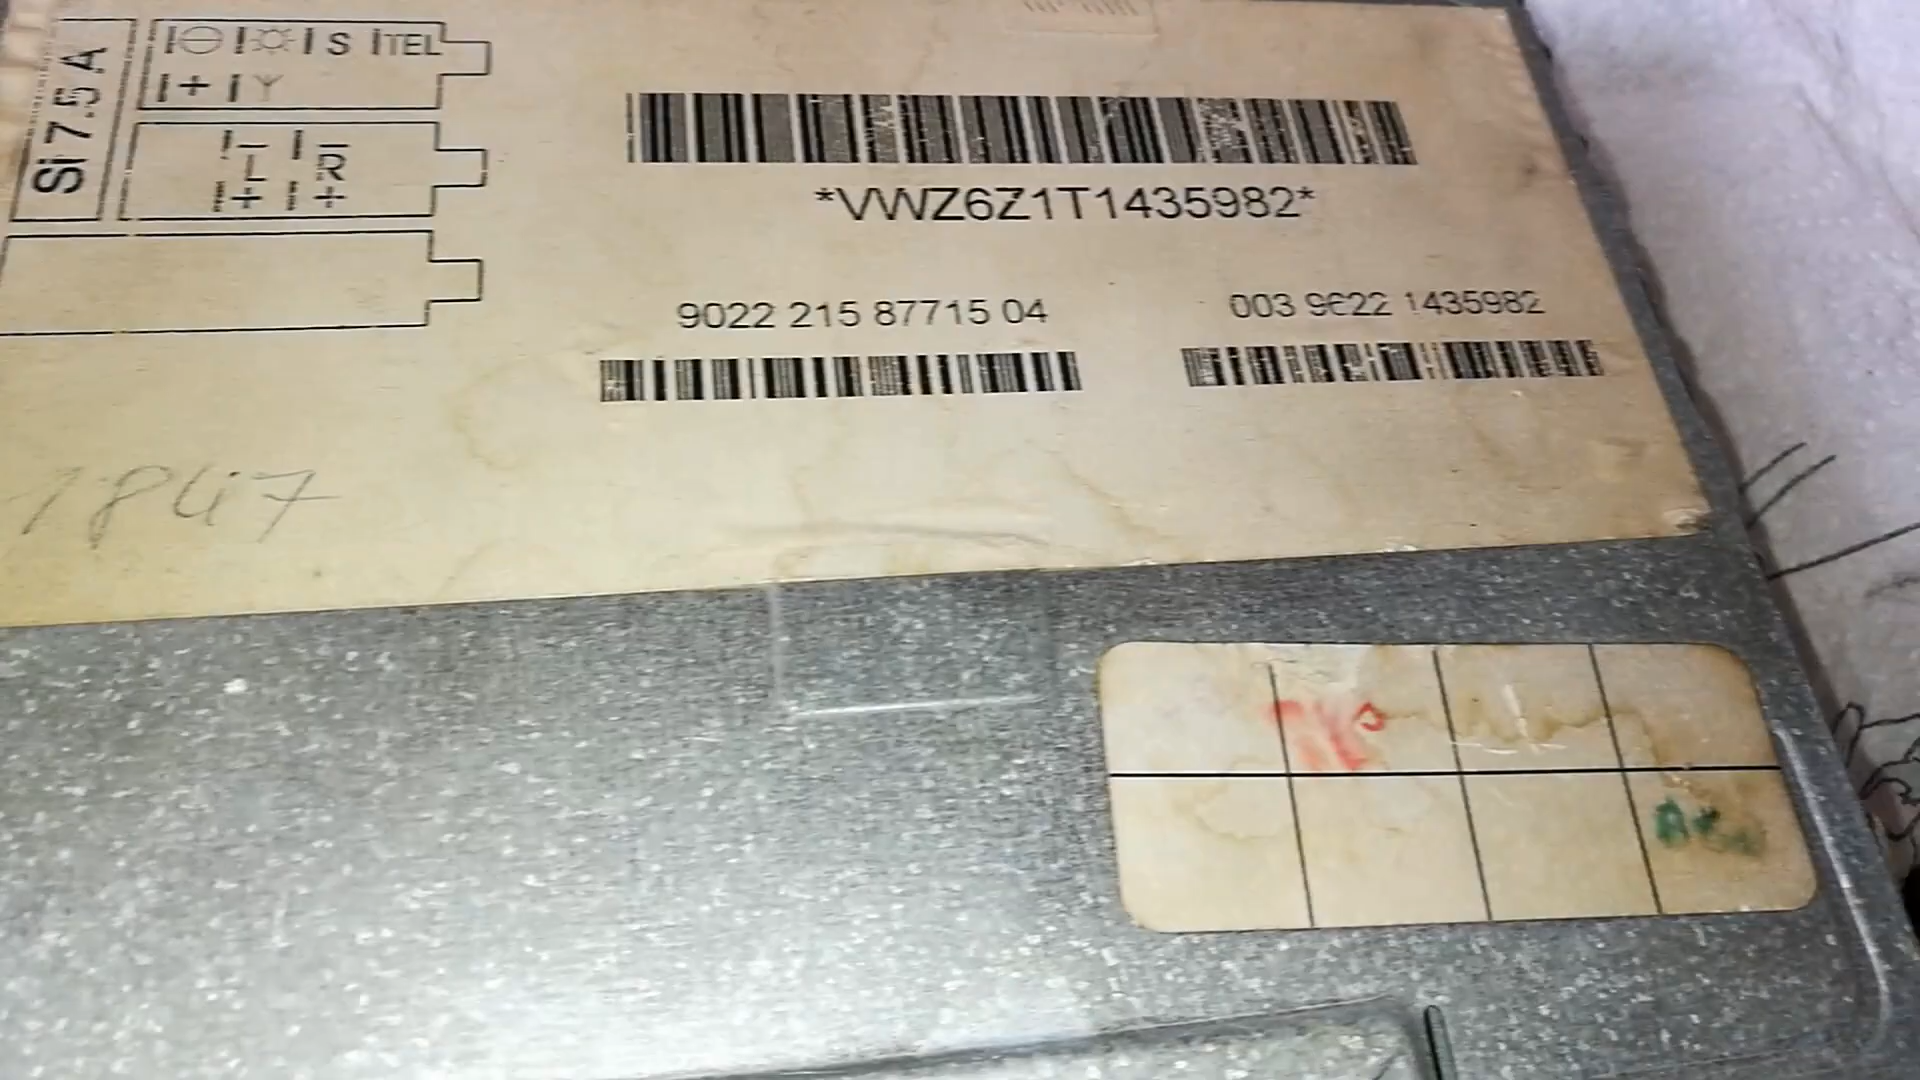 Si 7.5 A
S TEL
+
+ L
+ R
*VWZ6Z1T1435982*
9022 215 87715 04
003 9622 1435982
1847